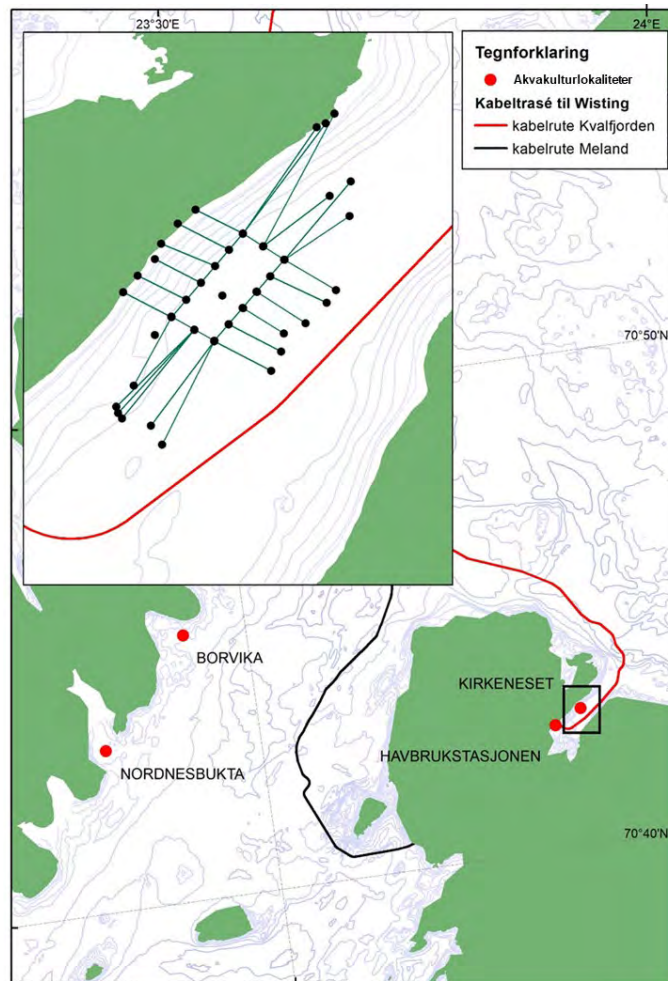 23°30'E
24°E
Tegnforklaring
Akvakulturlokaliteter
Kabeltrasé til Wisting
kabelrute Kvalfjorden
kabelrute Meland
70°50'N
BORVIKA
KIRKENESET
HAVBRUKSTASJONEN
NORDNESBUKTA
70°40'N